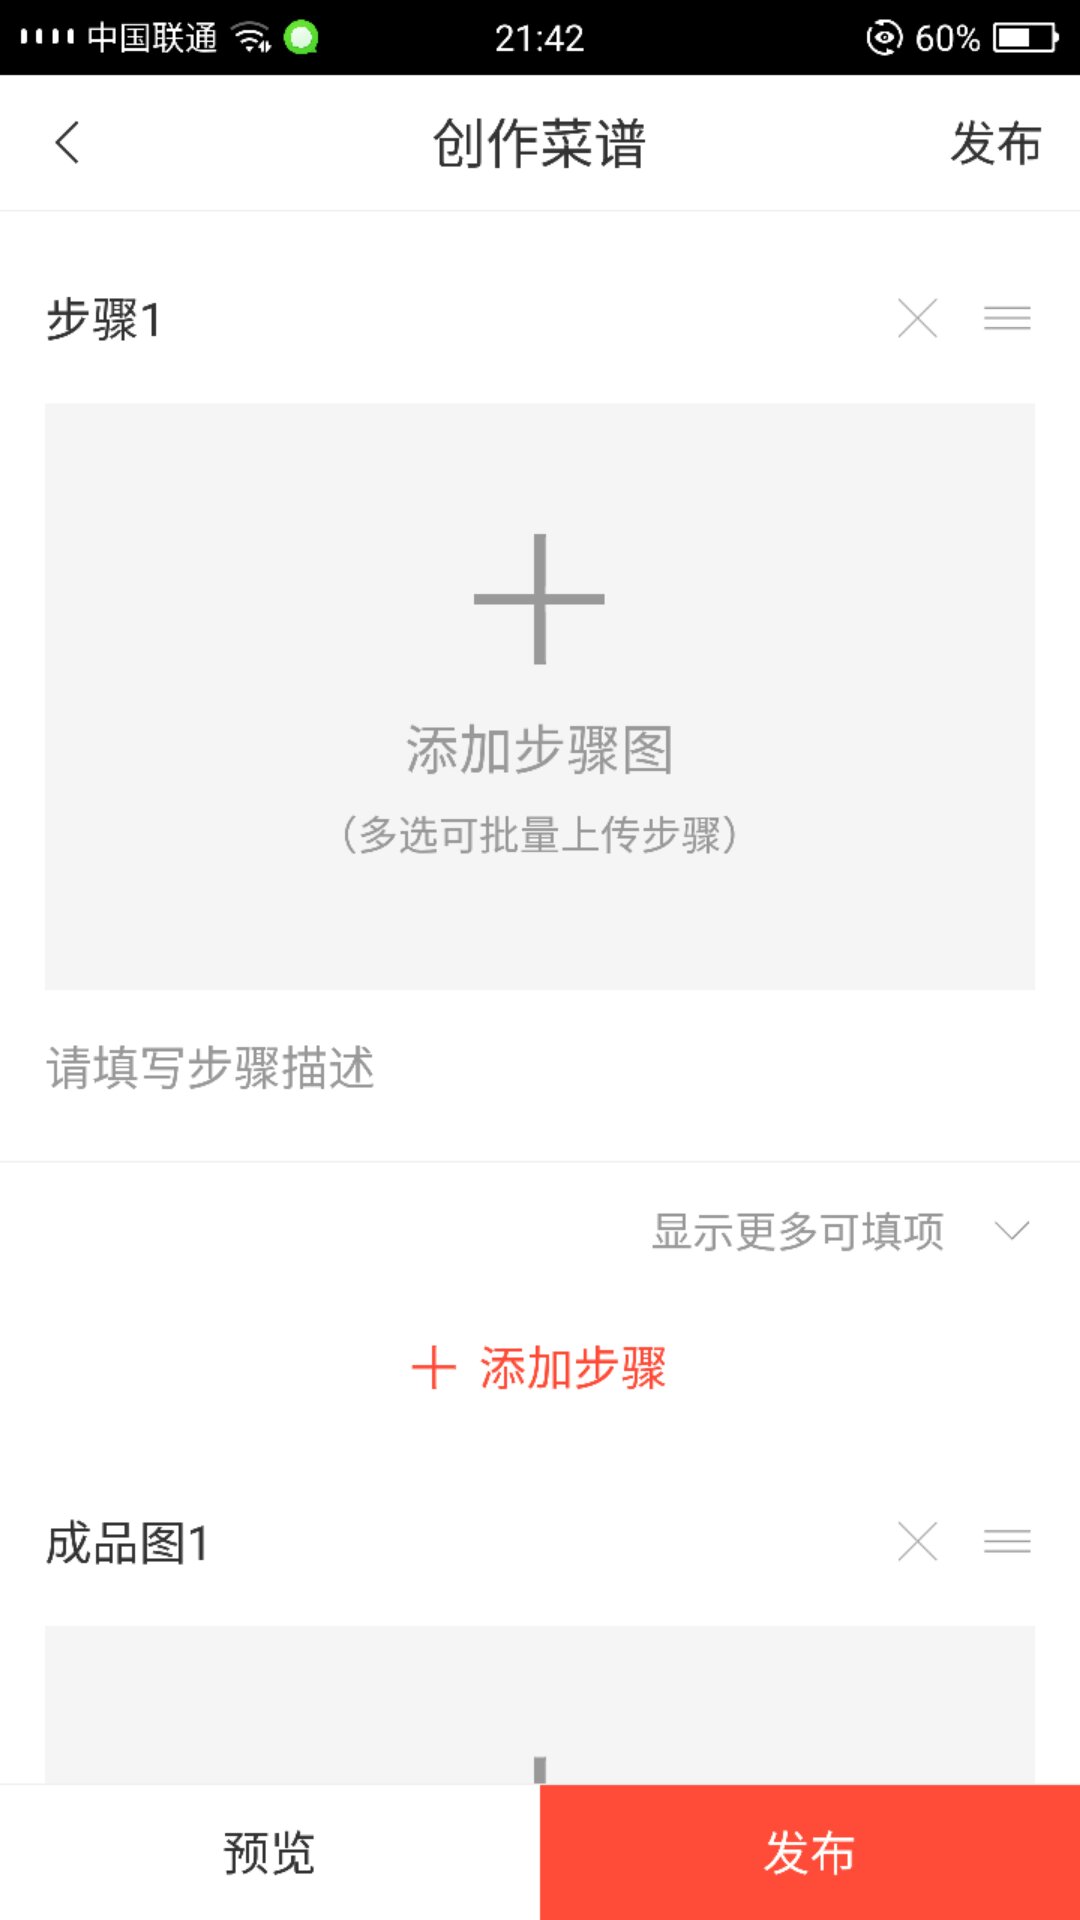 中国联通 21:42 60%
创作菜谱 发布
步骤1
添加步骤图
（多选可批量上传步骤）
请填写步骤描述
显示更多可填项
添加步骤
成品图1
预览 发布